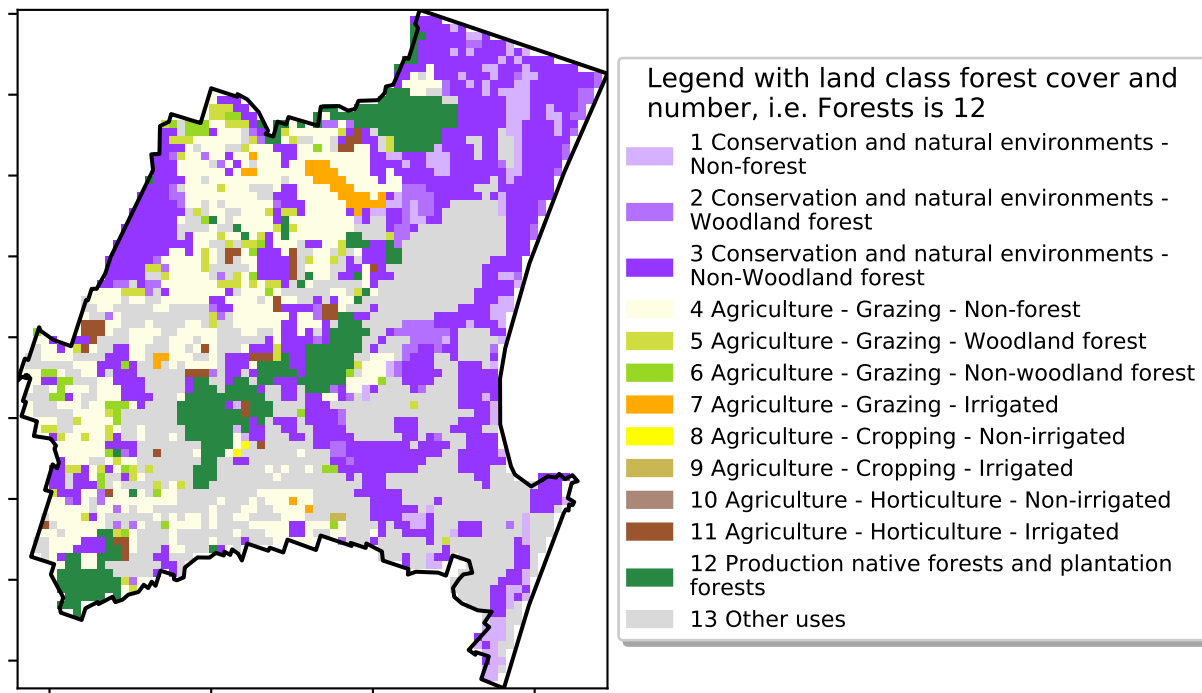 Legend with land class forest cover and
number, i.e. Forests is 12
1 Conservation and natural environments -
Non-forest
2 Conservation and natural environments -
Woodland forest
3 Conservation and natural environments -
Non-Woodland forest
4 Agriculture - Grazing - Non-forest
5 Agriculture - Grazing - Woodland forest
6 Agriculture - Grazing - Non-woodland forest
7 Agriculture - Grazing - Irrigated
8 Agriculture - Cropping - Non-irrigated
9 Agriculture - Cropping - Irrigated
10 Agriculture - Horticulture - Non-irrigated
11 Agriculture - Horticulture - Irrigated
12 Production native forests and plantation
forests
13 Other uses